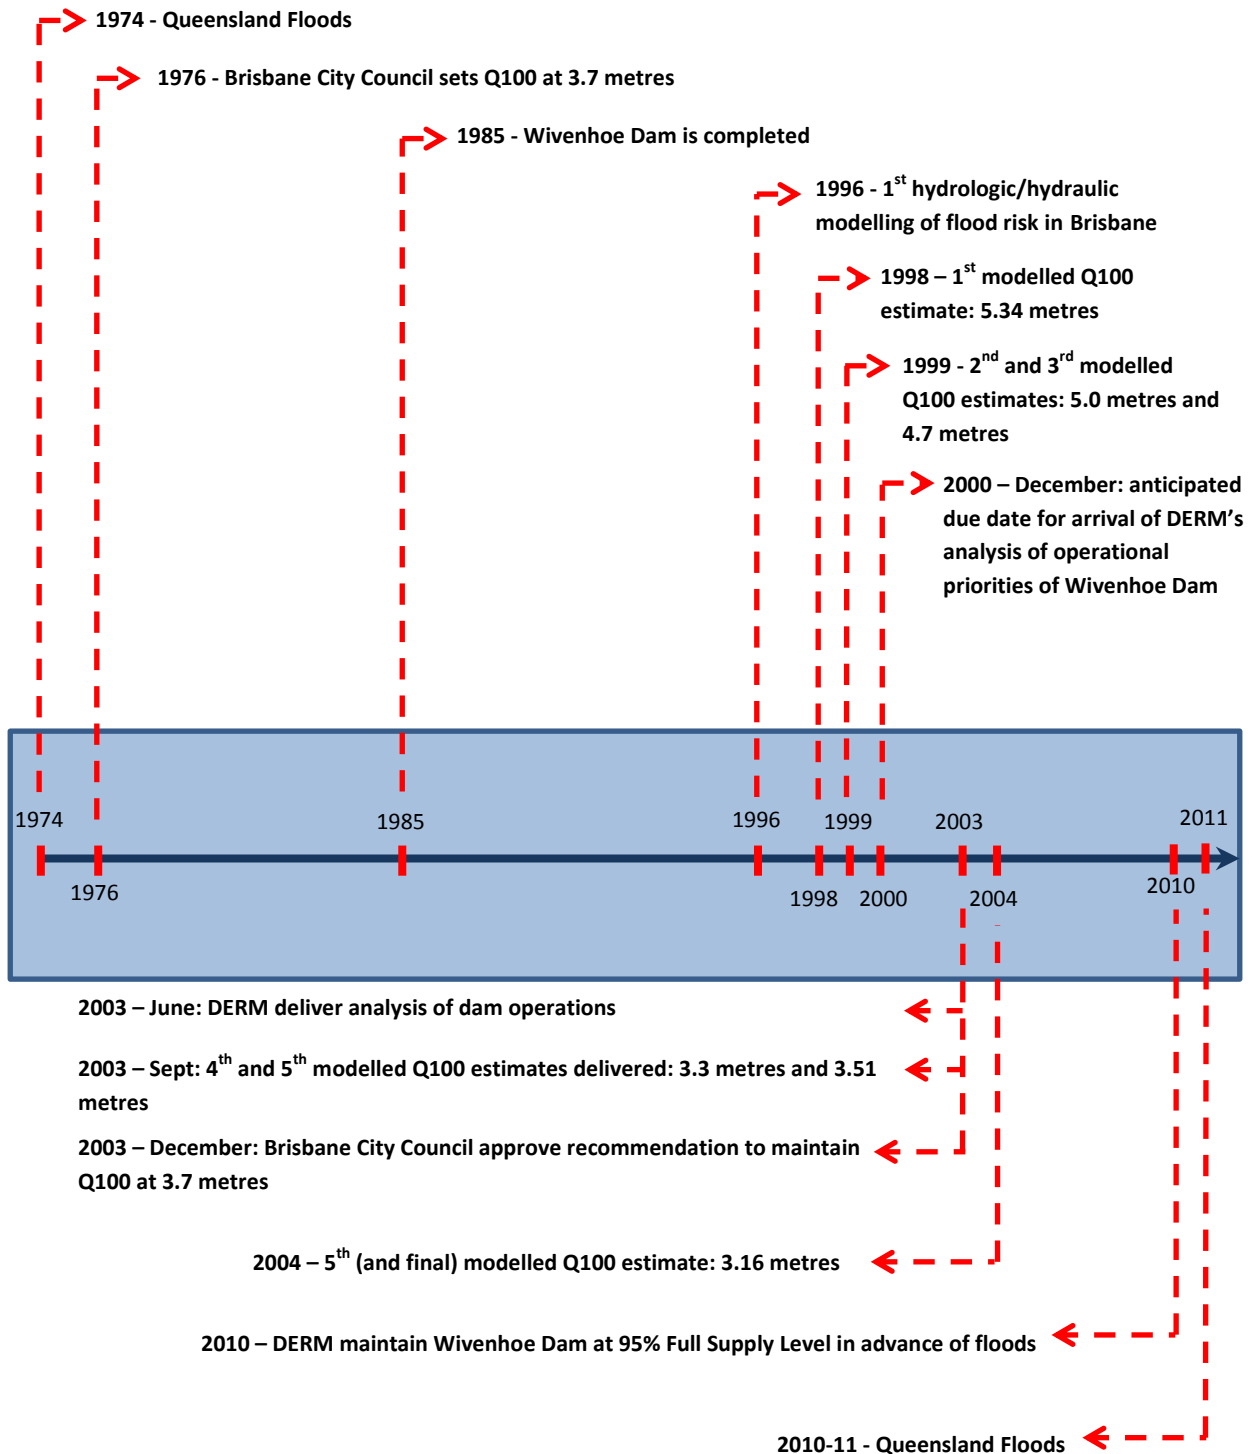 1974 - Queensland Floods
1976 - Brisbane City Council sets Q100 at 3.7 metres
1985 - Wivenhoe Dam is completed
1996 - 1st hydrologic/hydraulic
modelling of flood risk in Brisbane
1998 – 1st modelled Q100
estimate: 5.34 metres
1999 - 2nd and 3rd modelled
Q100 estimates: 5.0 metres and
4.7 metres
2000 – December: anticipated
due date for arrival of DERM’s
analysis of operational
priorities of Wivenhoe Dam
1974
1976
1985
1996
1998
1999
2000
2003
2004
2010
2011
2003 – June: DERM deliver analysis of dam operations
2003 – Sept: 4th and 5th modelled Q100 estimates delivered: 3.3 metres and 3.51
metres
2003 – December: Brisbane City Council approve recommendation to maintain
Q100 at 3.7 metres
2004 – 5th (and final) modelled Q100 estimate: 3.16 metres
2010 – DERM maintain Wivenhoe Dam at 95% Full Supply Level in advance of floods
2010-11 - Queensland Floods